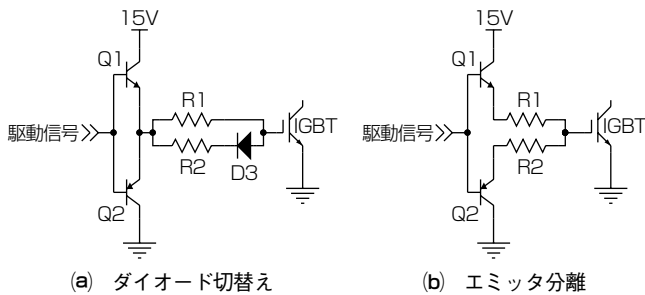 15V
Q1
R1
駆動信号
IGBT
R2
D3
Q2
(a) ダイオード切替え
15V
Q1
R1
駆動信号
IGBT
R2
Q2
(b) エミッタ分離